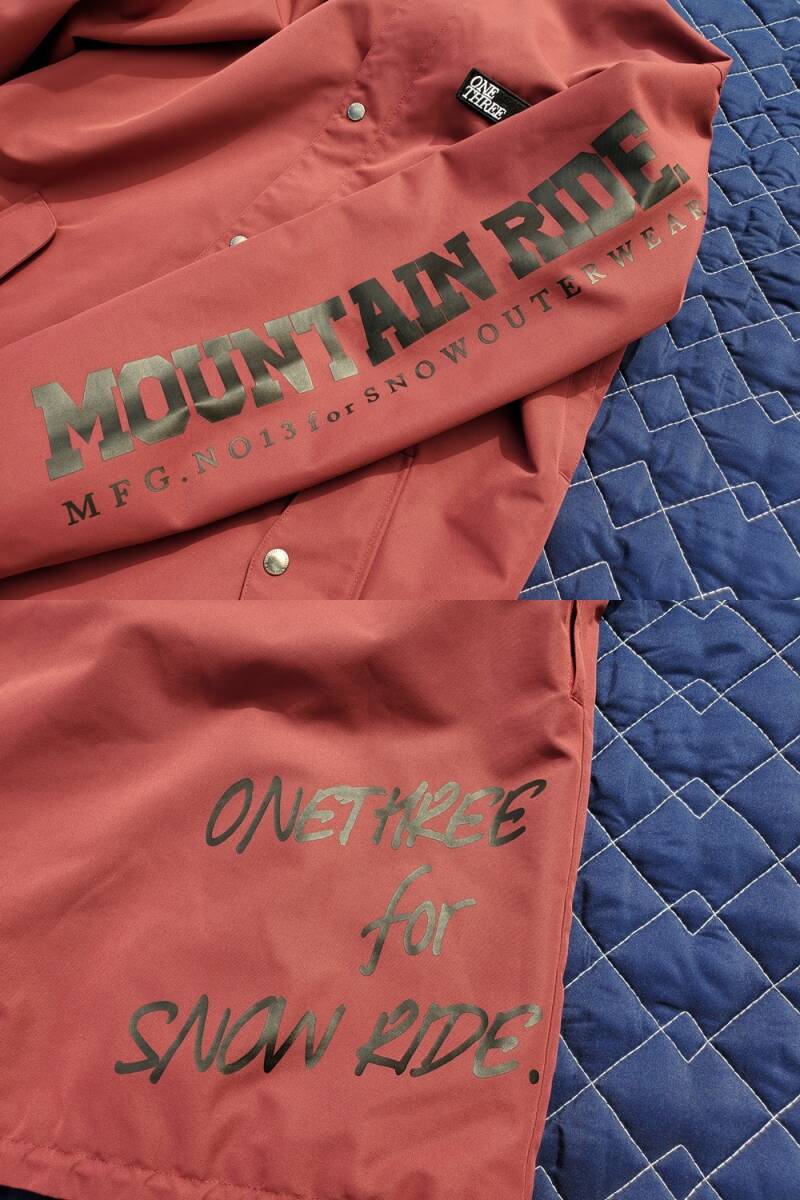 ONE
THREE
MOUNTAIN RIDE.
MFG.NO13 for SNOWOUTERWEAR
ONETHREE
for
SNOW RIDE.